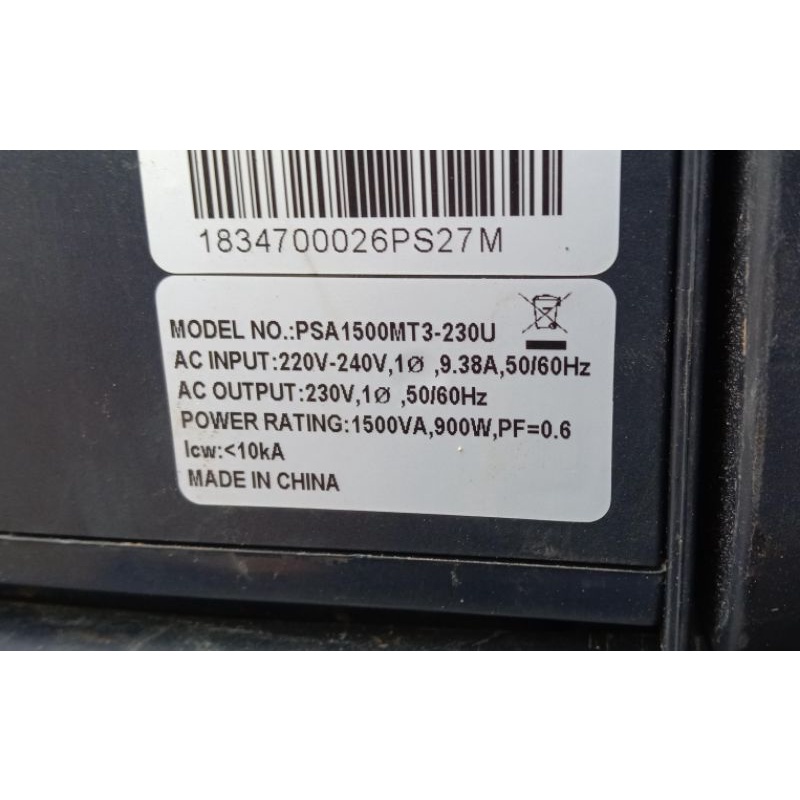 1834700026PS27M
MODEL NO.:PSA1500MT3-230U
AC INPUT:220V-240V,1Ø ,9.38A,50/60Hz
AC OUTPUT:230V,1Ø ,50/60Hz
POWER RATING:1500VA,900W,PF=0.6
Icw:<10kA
MADE IN CHINA